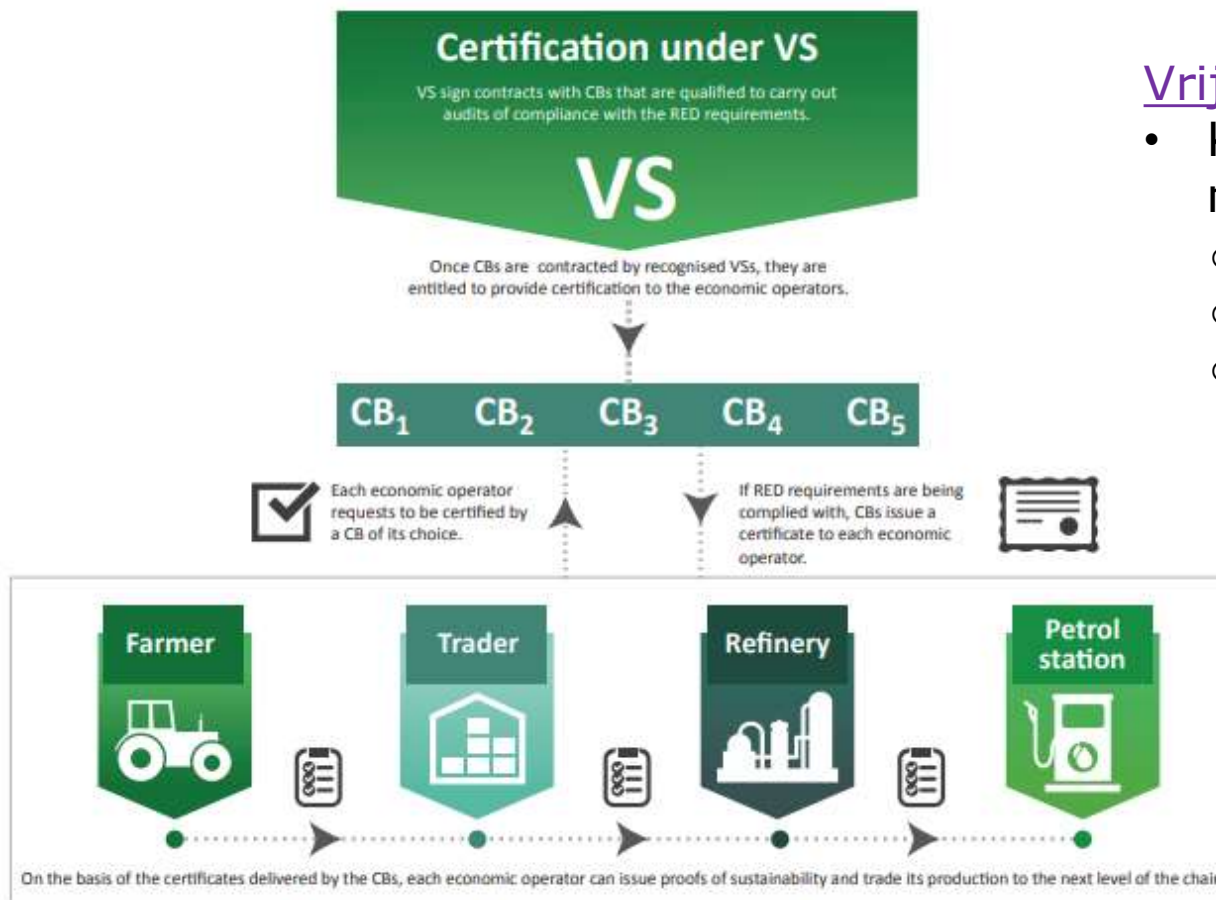 Certification under VS
VS sign contracts with CBs that are qualified to carry out
audits of compliance with the RED requirements.
VS
Once CBs are contracted by recognised VSs, they are
entitled to provide certification to the economic operators.
CB₁ CB₂ CB₃ CB₄ CB₅
Each economic operator
requests to be certified by
a CB of its choice.
If RED requirements are being
complied with, CBs issue a
certificate to each economic
operator.
Farmer
Trader
Refinery
Petrol
station
On the basis of the certificates delivered by the CBs, each economic operator can issue proofs of sustainability and trade its production to the next level of the chain